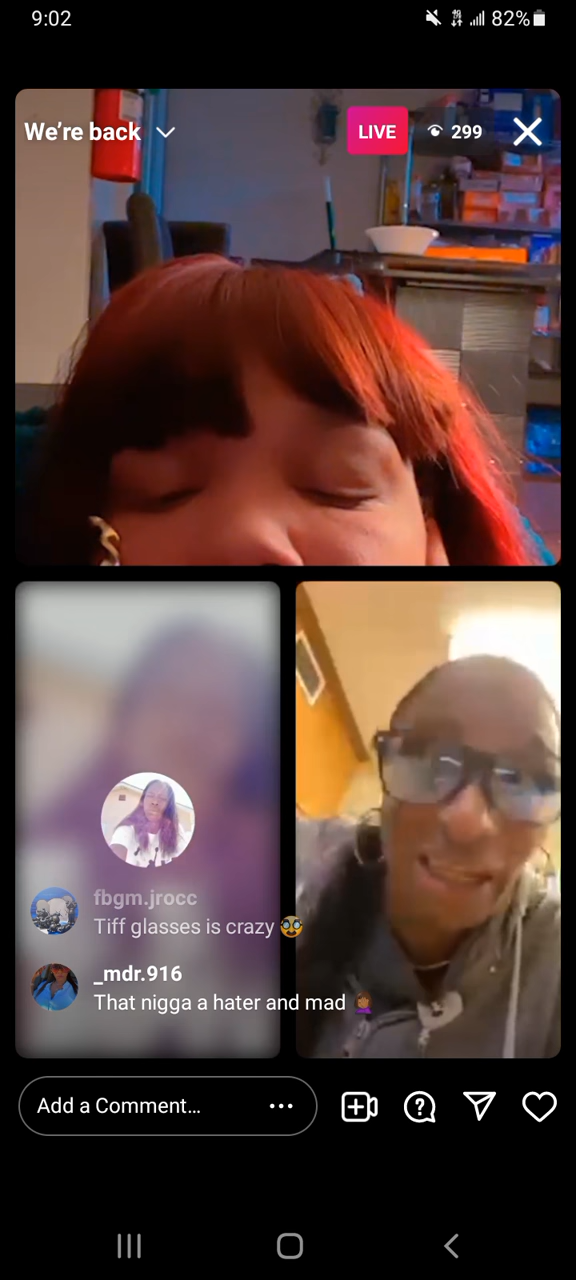 9:02
82%
We're back
LIVE
299
fbgm.jrocc
Tiff glasses is crazy 🥸
_mdr.916
That nigga a hater and mad 🤦🏾‍♀️
Add a Comment...